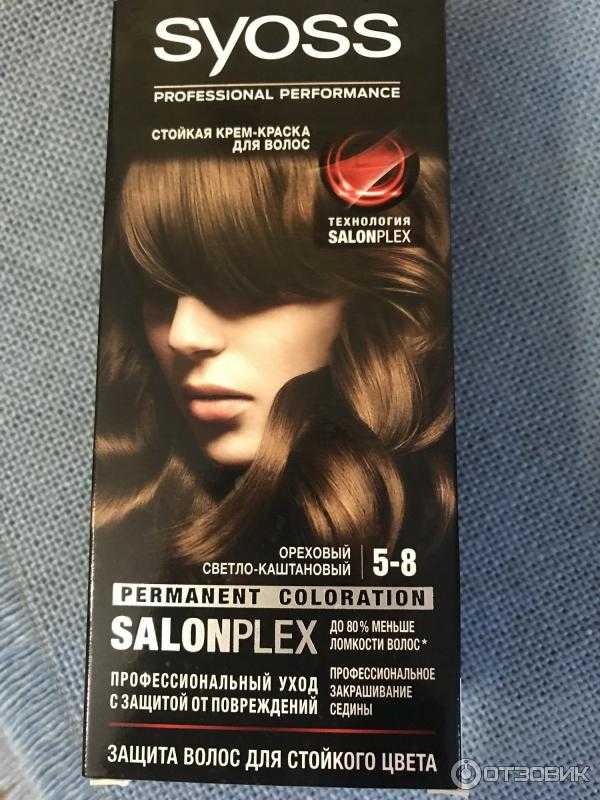 syoss
PROFESSIONAL PERFORMANCE
СТОЙКАЯ КРЕМ-КРАСКА
ДЛЯ ВОЛОС
ТЕХНОЛОГИЯ
SALONPLEX
ОРЕХОВЫЙ
СВЕТЛО-КАШТАНОВЫЙ
5-8
PERMANENT COLORATION
SALONPLEX
ДО 80% МЕНЬШЕ
ЛОМКОСТИ ВОЛОС*
ПРОФЕССИОНАЛЬНЫЙ УХОД
С ЗАЩИТОЙ ОТ ПОВРЕЖДЕНИЙ
ПРОФЕССИОНАЛЬНОЕ
ЗАКРАШИВАНИЕ
СЕДИНЫ
ЗАЩИТА ВОЛОС ДЛЯ СТОЙКОГО ЦВЕТА
ОТЗОВИК